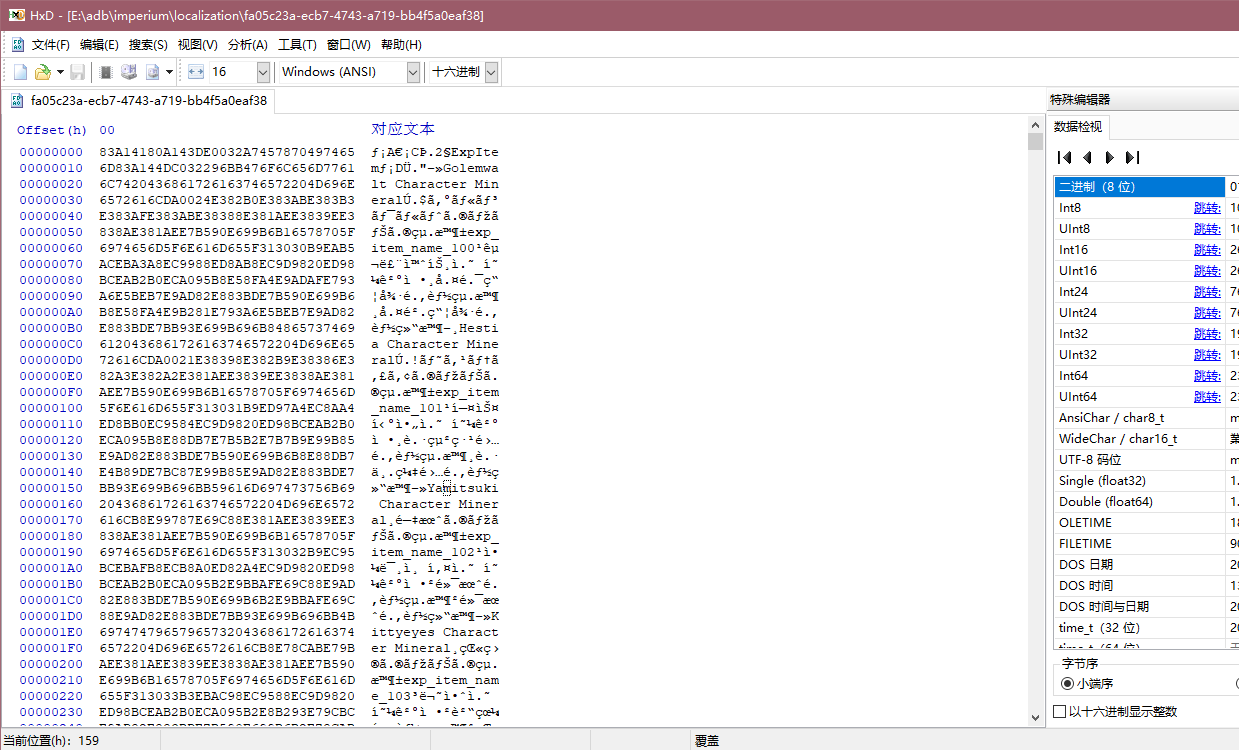 HxD - [E:\adb\imperium\localization\fa05c23a-ecb7-4743-a719-bb4f5a0eaf38]
文件(F) 编辑(E) 搜索(S) 视图(V) 分析(A) 工具(T) 窗口(W) 帮助(H)
16 Windows (ANSI) 十六进制
fa05c23a-ecb7-4743-a719-bb4f5a0eaf38
Offset(h) 00 对应文本
00000000 83A14180A143DE0032A7457870497465 ƒ¡A€¡CÞ.2§ExpIte
00000010 6D83A144DC032296BB476F6C656D7761 mƒ¡DÜ."–»Golemwa
00000020 6C7420436861726163746572204D696E lt Character Min
00000030 6572616CDA0024E382B0E383ABE383B3 eralÚ.$ã‚°ãƒ«ãƒ³
00000040 E383AFE383ABE38388E381AEE3839EE3 ãƒ¯ãƒ«ãƒˆã.®ãƒžã
00000050 838AE381AEE7B590E699B6B16578705F ƒŠã.®çµ.æ™¶±exp_
00000060 6974656D5F6E616D655F313030B9EAB5 item_name_100¹êµ
00000070 ACEBA3A8EC9988ED8AB8EC9D9820ED98 ¬ë£¨ì™ˆíŠ¸ì.˜ í˜
00000080 BCEAB2B0ECA095B8E58FA4E9ADAFE793 ¼ê²°ì •¸å.¤é.¯ç“
00000090 A6E5BEB7E9AD82E883BDE7B590E699B6 ¦å¾·é.‚èƒ½çµ.æ™¶
000000A0 B8E58FA4E9B281E793A6E5BEB7E9AD82 ¸å.¤é².ç“¦å¾·é.‚
000000B0 E883BDE7BB93E699B696B84865737469 èƒ½ç»“æ™¶–¸Hesti
000000C0 6120436861726163746572204D696E65 a Character Mine
000000D0 72616CDA0021E38398E382B9E38386E3 ralÚ.!ãƒ˜ã‚¹ãƒ†ã
000000E0 82A3E382A2E381AEE3839EE3838AE381 ‚£ã‚¢ã.®ãƒžãƒŠã.
000000F0 AEE7B590E699B6B16578705F6974656D ®çµ.æ™¶±exp_item
00000100 5F6E616D655F313031B9ED97A4EC8AA4 _name_101¹í—¤ìŠ¤
00000110 ED8BB0EC9584EC9D9820ED98BCEAB2B0 í‹°ì•„ì.˜ í˜¼ê²°
00000120 ECA095B8E88DB7E7B5B2E7B7B9E99B85 ì •¸è.·çµ²ç·¹é›…
00000130 E9AD82E883BDE7B590E699B6B8E88DB7 é.‚èƒ½çµ.æ™¶¸è.·
00000140 E4B89DE7BC87E99B85E9AD82E883BDE7 ä¸.ç¼‡é›…é.‚èƒ½ç
00000150 BB93E699B696BB59616D697473756B69 »“æ™¶–»Yamitsuki
00000160 20436861726163746572204D696E6572 Character Miner
00000170 616CB8E99787E69C88E381AEE3839EE3 al¸é—‡æœˆã.®ãƒžã
00000180 838AE381AEE7B590E699B6B16578705F ƒŠã.®çµ.æ™¶±exp_
00000190 6974656D5F6E616D655F313032B9EC95 item_name_102¹ì•
000001A0 BCEBAFB8ECB8A0ED82A4EC9D9820ED98 ¼ë¯¸ì¸ í‚¤ì.˜ í˜
000001B0 BCEAB2B0ECA095B2E9BBAFE69C88E9AD ¼ê²°ì •²é»¯æœˆé.
000001C0 82E883BDE7B590E699B6B2E9BBAFE69C ‚èƒ½çµ.æ™¶²é»¯æœ
000001D0 88E9AD82E883BDE7BB93E699B696BB4B ˆé.‚èƒ½ç»“æ™¶–»K
000001E0 69747479657965732043686172616374 ittyeyes Charact
000001F0 6572204D696E6572616CB8E78CABE79B er Mineral¸çŒ«ç›
00000200 AEE381AEE3839EE3838AE381AEE7B590 ®ã.®ãƒžãƒŠã.®çµ.
00000210 E699B6B16578705F6974656D5F6E616D æ™¶±exp_item_nam
00000220 655F313033B3EBAC98EC9588EC9D9820 e_103³ë¬˜ì•ˆì.˜
00000230 ED98BCEAB2B0ECA095B2E8B293E79CBC í˜¼ê²°ì •²è²“çœ¼
特殊编辑器
数据检视
二进制（8 位）
Int8 跳转:
UInt8 跳转:
Int16 跳转:
UInt16 跳转:
Int24 跳转:
UInt24 跳转:
Int32 跳转:
UInt32 跳转:
Int64 跳转:
UInt64 跳转:
AnsiChar / char8_t
WideChar / char16_t
UTF-8 码位
Single (float32)
Double (float64)
OLETIME
FILETIME
DOS 日期
DOS 时间
DOS 时间与日期
time_t（32 位）
字节序
小端序
以十六进制显示整数
当前位置(h): 159 覆盖